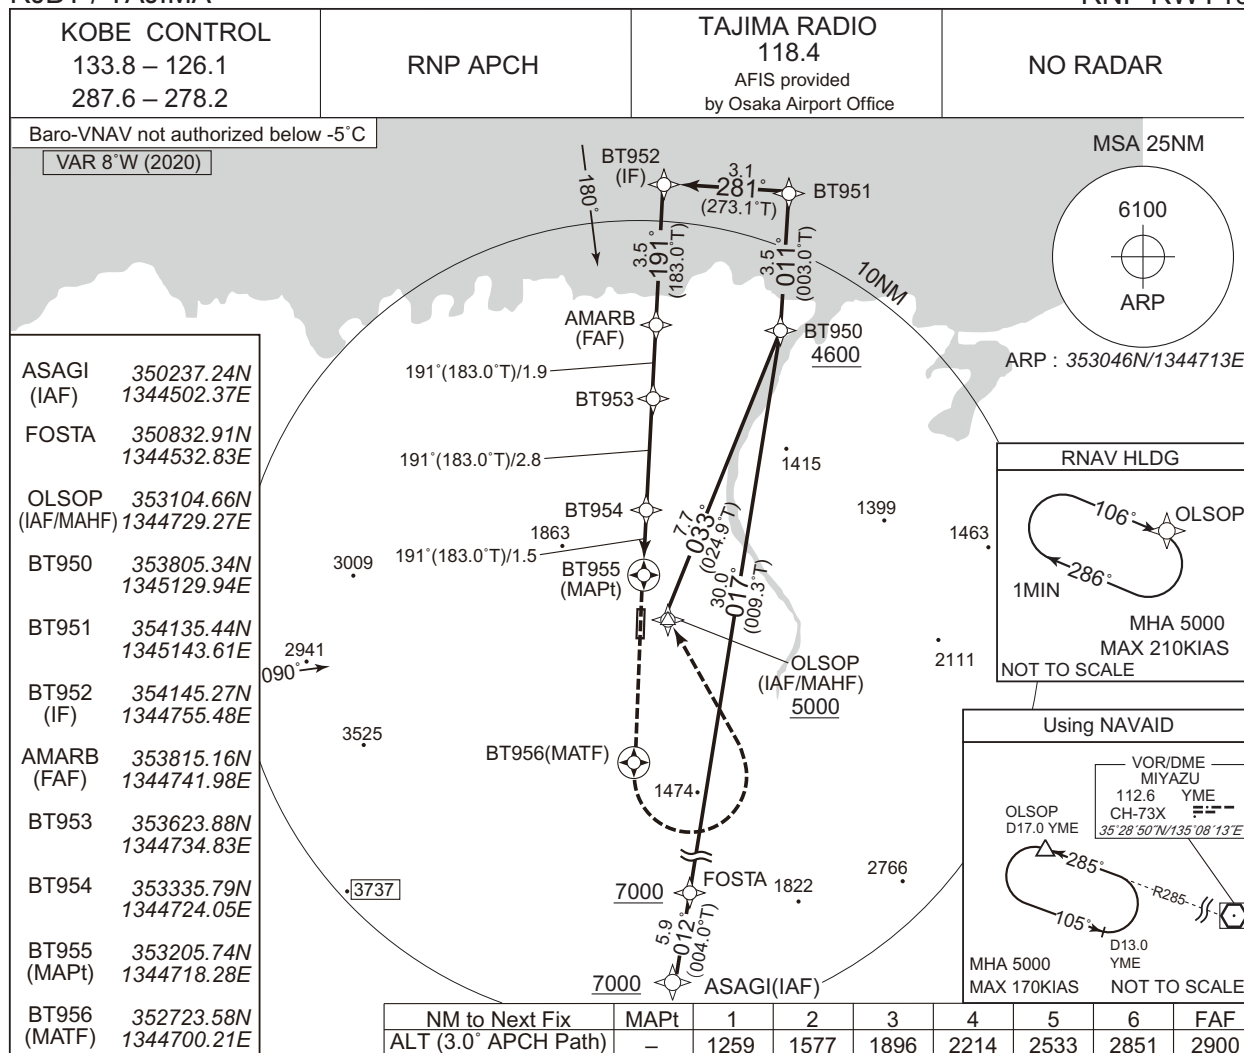 KOBE CONTROL
133.8 – 126.1
287.6 – 278.2
RNP APCH
TAJIMA RADIO
118.4
AFIS provided
by Osaka Airport Office
NO RADAR
Baro-VNAV not authorized below -5˚C
VAR 8˚W (2020)
MSA 25NM
6100
ARP
ARP : 353046N/1344713E
180˚
BT952
(IF)
3.1
281˚
(273.1˚T)
BT951
3.5
191˚
(183.0˚T)
3.5
011˚
(003.0˚T)
10NM
AMARB
(FAF)
BT950
4600
191˚(183.0˚T)/1.9
BT953
191˚(183.0˚T)/2.8
1415
BT954
1399
1863
1463
191˚(183.0˚T)/1.5
3009
BT955
(MAPt)
7.7
033˚
(024.9˚T)
30.0
017˚
(009.3˚T)
2941
090˚
2111
OLSOP
(IAF/MAHF)
5000
3525
BT956(MATF)
1474
3737
7000
FOSTA
1822
2766
5.9
012˚
(004.0˚T)
7000
ASAGI(IAF)
ASAGI 350237.24N
(IAF) 1344502.37E
FOSTA 350832.91N
1344532.83E
OLSOP 353104.66N
(IAF/MAHF) 1344729.27E
BT950 353805.34N
1345129.94E
BT951 354135.44N
1345143.61E
BT952 354145.27N
(IF) 1344755.48E
AMARB 353815.16N
(FAF) 1344741.98E
BT953 353623.88N
1344734.83E
BT954 353335.79N
1344724.05E
BT955 353205.74N
(MAPt) 1344718.28E
BT956 352723.58N
(MATF) 1344700.21E
RNAV HLDG
106˚
OLSOP
286˚
1MIN
MHA 5000
MAX 210KIAS
NOT TO SCALE
Using NAVAID
VOR/DME
MIYAZU
112.6 YME
CH-73X
35˚28´50˝N/135˚08´13˝E
OLSOP
D17.0 YME
285˚
R285
105˚
D13.0
YME
MHA 5000
MAX 170KIAS NOT TO SCALE
NM to Next Fix MAPt 1 2 3 4 5 6 FAF
ALT (3.0˚ APCH Path) – 1259 1577 1896 2214 2533 2851 2900